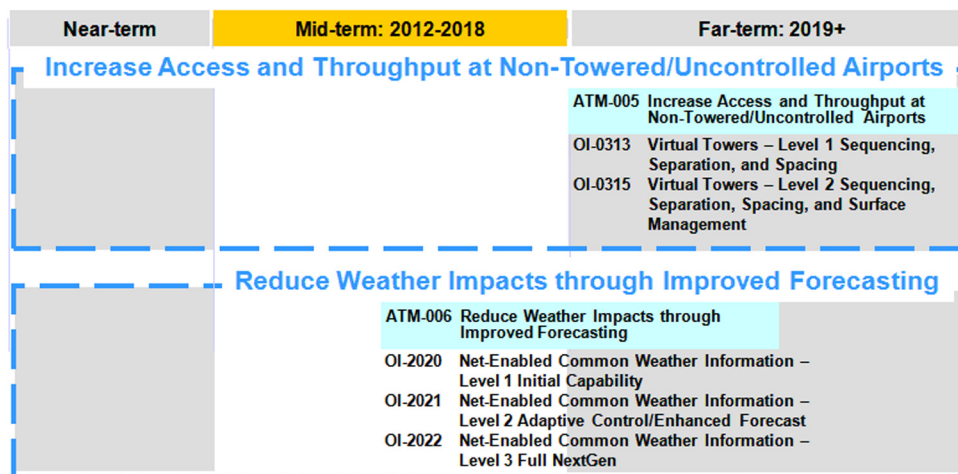 Near-term Mid-term: 2012-2018 Far-term: 2019+
Increase Access and Throughput at Non-Towered/Uncontrolled Airports
ATM-005 Increase Access and Throughput at
Non-Towered/Uncontrolled Airports
OI-0313 Virtual Towers – Level 1 Sequencing,
Separation, and Spacing
OI-0315 Virtual Towers – Level 2 Sequencing,
Separation, Spacing, and Surface
Management
Reduce Weather Impacts through Improved Forecasting
ATM-006 Reduce Weather Impacts through
Improved Forecasting
OI-2020 Net-Enabled Common Weather Information –
Level 1 Initial Capability
OI-2021 Net-Enabled Common Weather Information –
Level 2 Adaptive Control/Enhanced Forecast
OI-2022 Net-Enabled Common Weather Information –
Level 3 Full NextGen